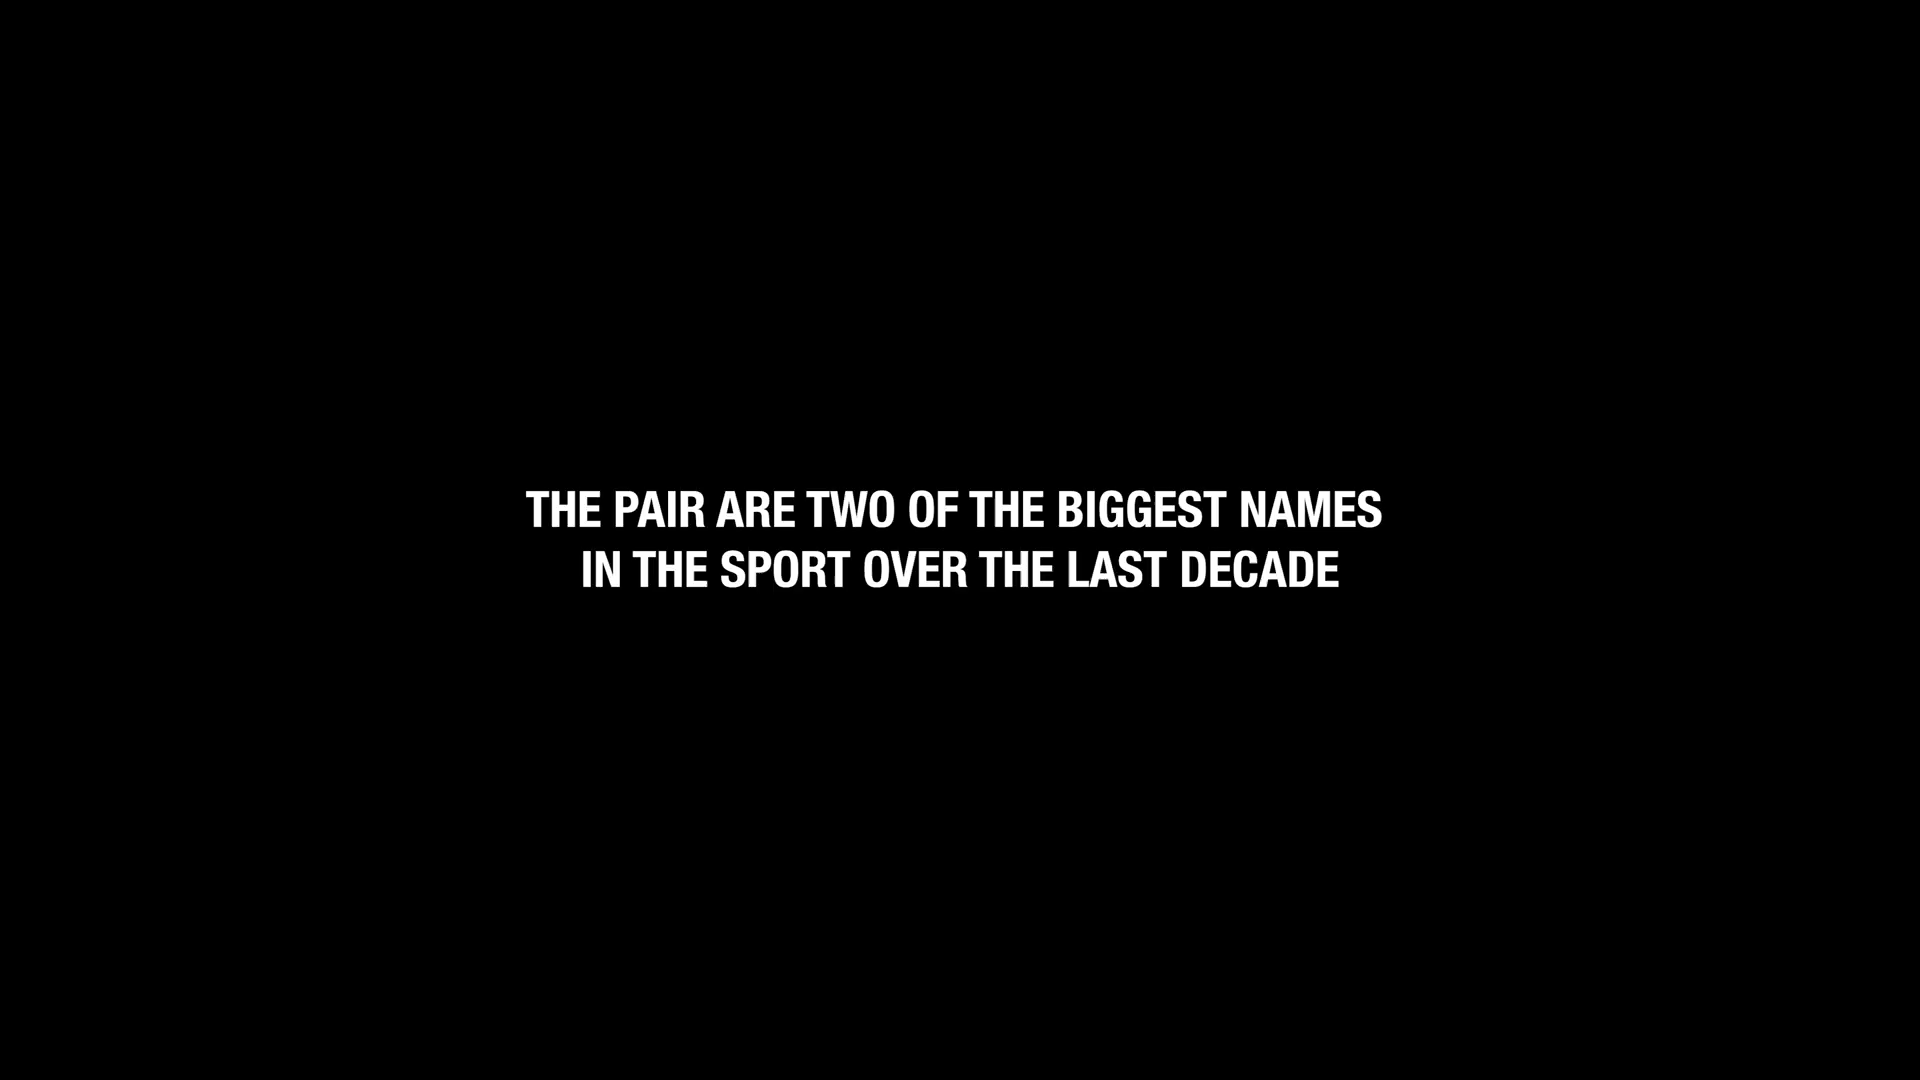 THE PAIR ARE TWO OF THE BIGGEST NAMES
IN THE SPORT OVER THE LAST DECADE